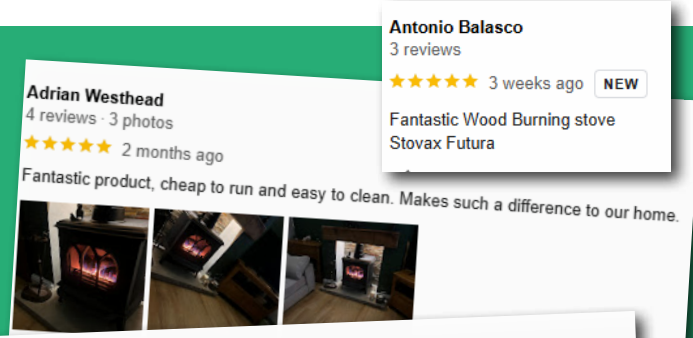 Antonio Balasco
3 reviews
3 weeks ago NEW
Fantastic Wood Burning stove
Stovax Futura
Adrian Westhead
4 reviews · 3 photos
2 months ago
Fantastic product, cheap to run and easy to clean. Makes such a difference to our home.